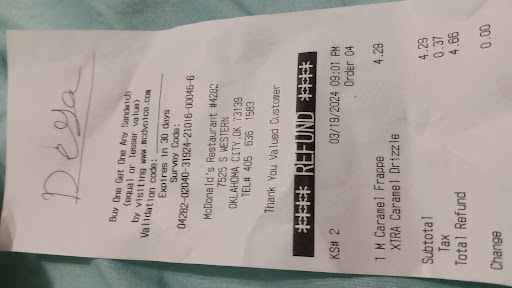 Deya
Buy One Get One Any Sandwich
(equal or lesser value)
by visiting www.mcdvoice.com
Validation code: ________
Expires in 30 days
Survey Code:
04282-02040-31924-21016-00046-6
McDonald's Restaurant #4282
7525 S WESTERN
OKLAHOMA CITY,OK 73139
TEL# 405 636 1583
Thank You Valued Customer
**** REFUND ****
KS# 2 03/19/2024 09:01 PM
Order 04
1 M Caramel Frappe 4.29
XTRA Caramel Drizzle
Subtotal 4.29
Tax 0.37
Total Refund 4.66
Change 0.00